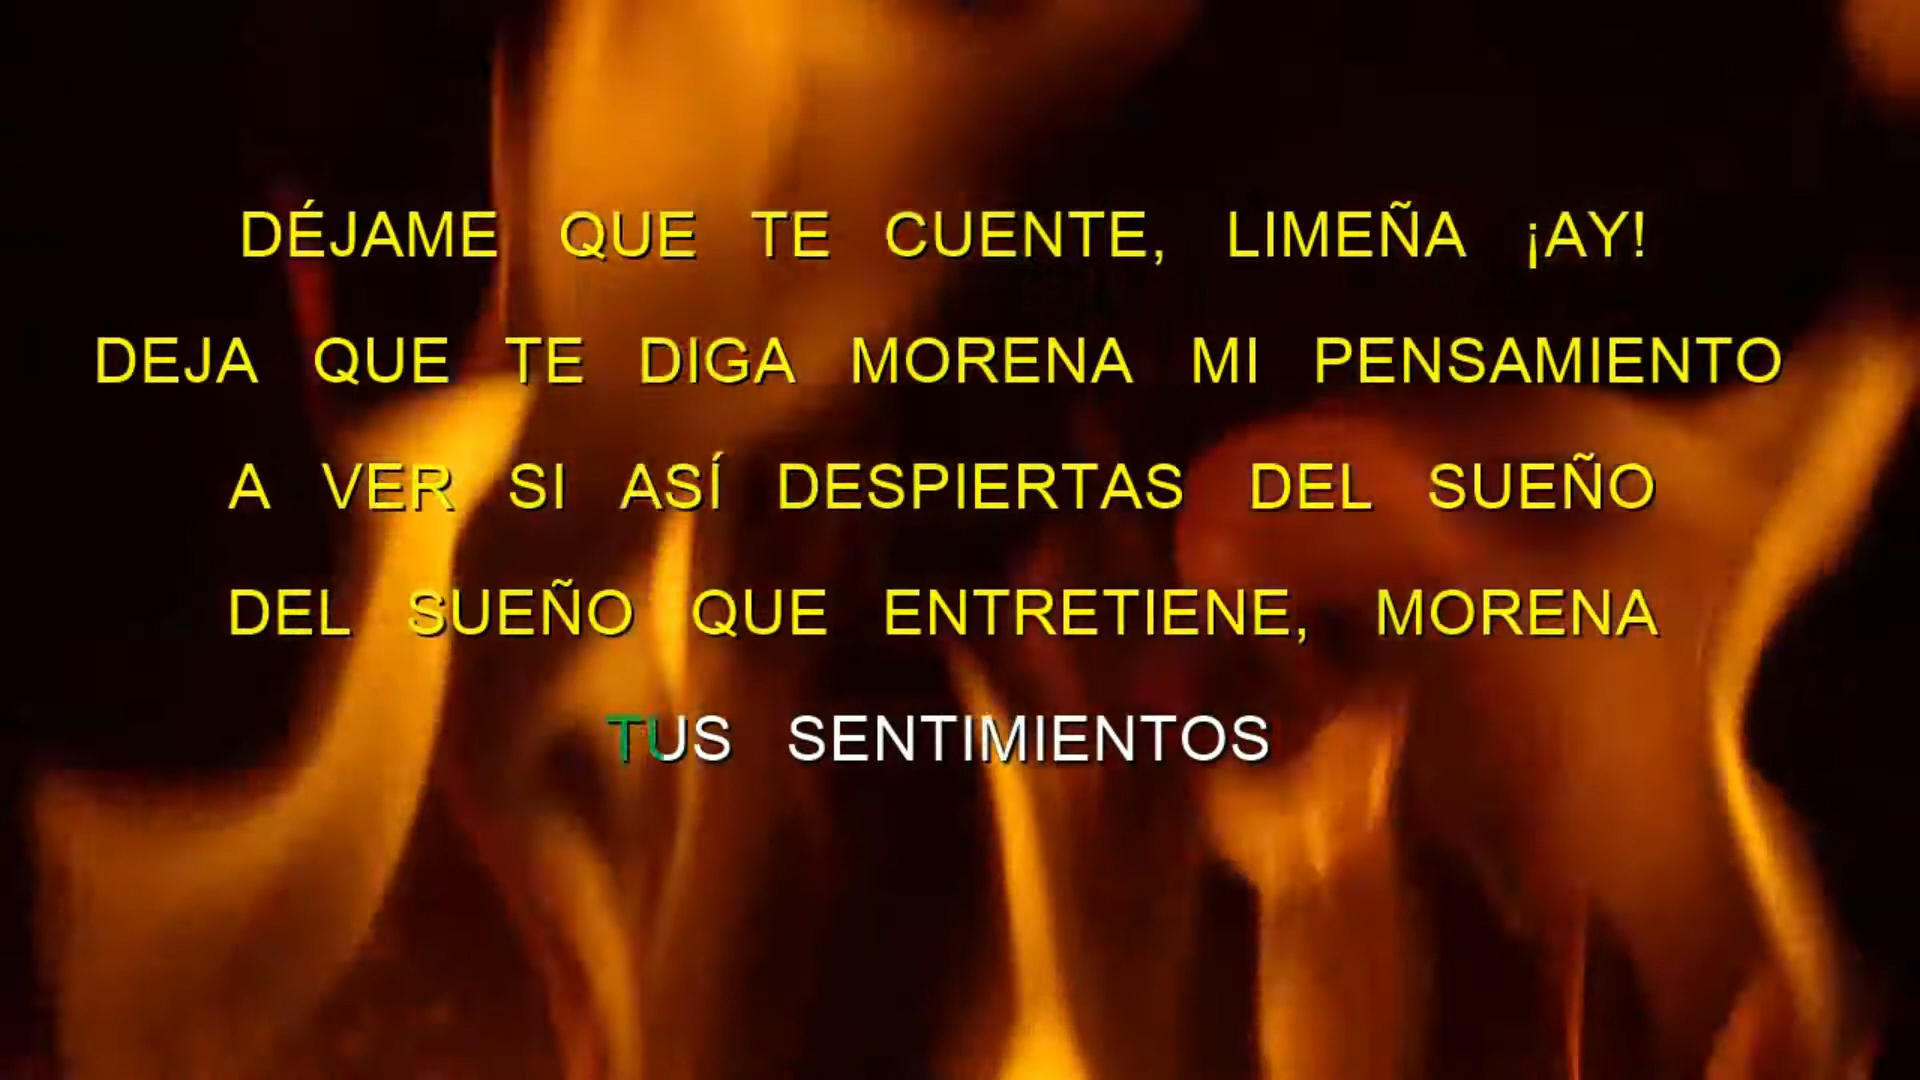 DÉJAME QUE TE CUENTE, LIMEÑA ¡AY!
DEJA QUE TE DIGA MORENA MI PENSAMIENTO
A VER SI ASÍ DESPIERTAS DEL SUEÑO
DEL SUEÑO QUE ENTRETIENE, MORENA
TUS SENTIMIENTOS